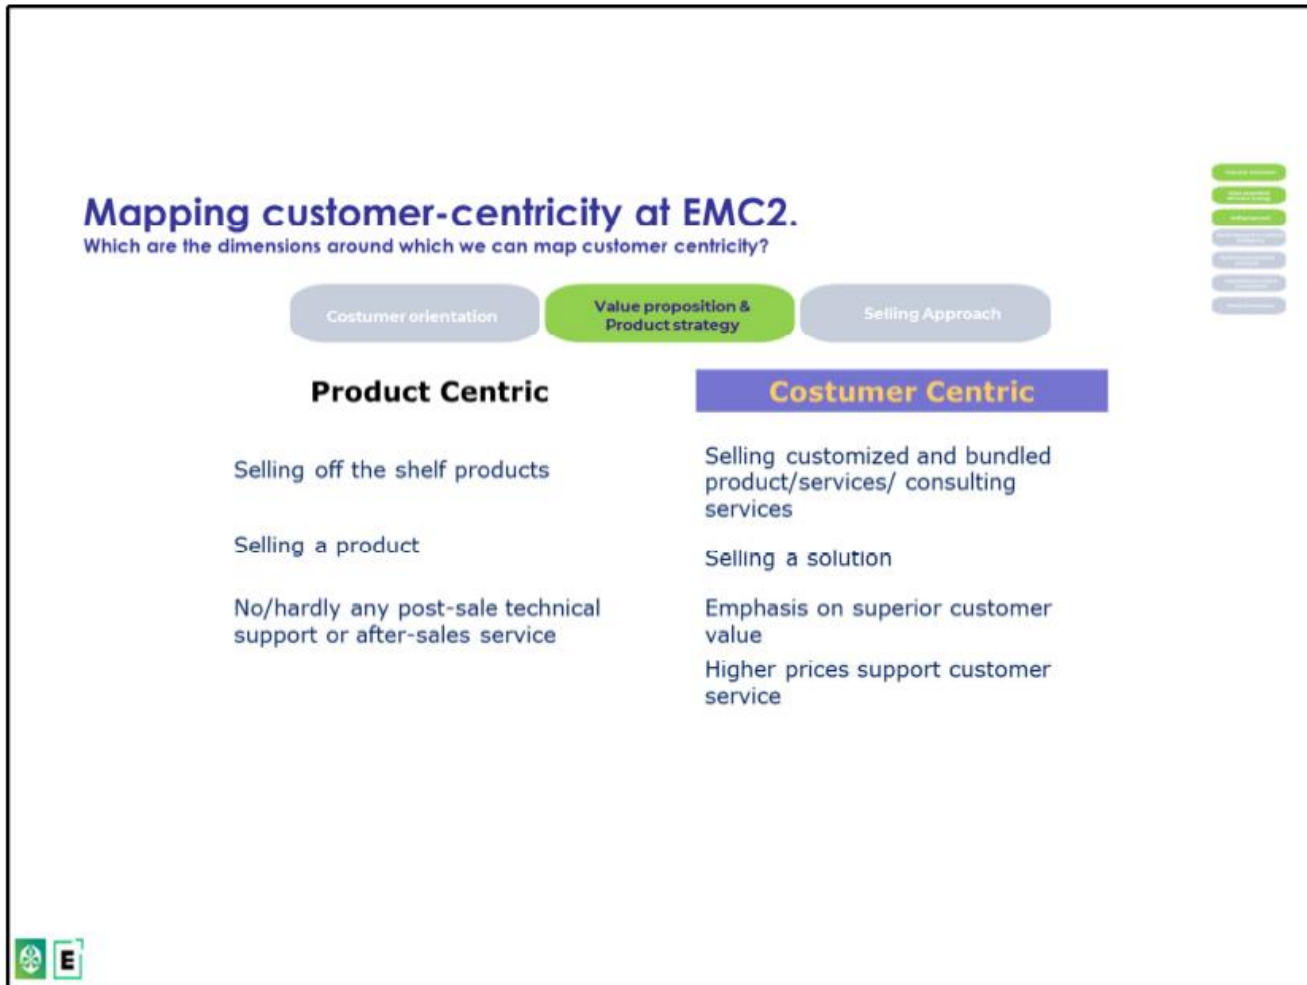 Mapping customer-centricity at EMC2.
Which are the dimensions around which we can map customer centricity?
Costumer orientation
Value proposition &
Product strategy
Selling Approach
Product Centric
Costumer Centric
Selling off the shelf products
Selling a product
No/hardly any post-sale technical
support or after-sales service
Selling customized and bundled
product/services/ consulting
services
Selling a solution
Emphasis on superior customer
value
Higher prices support customer
service
E